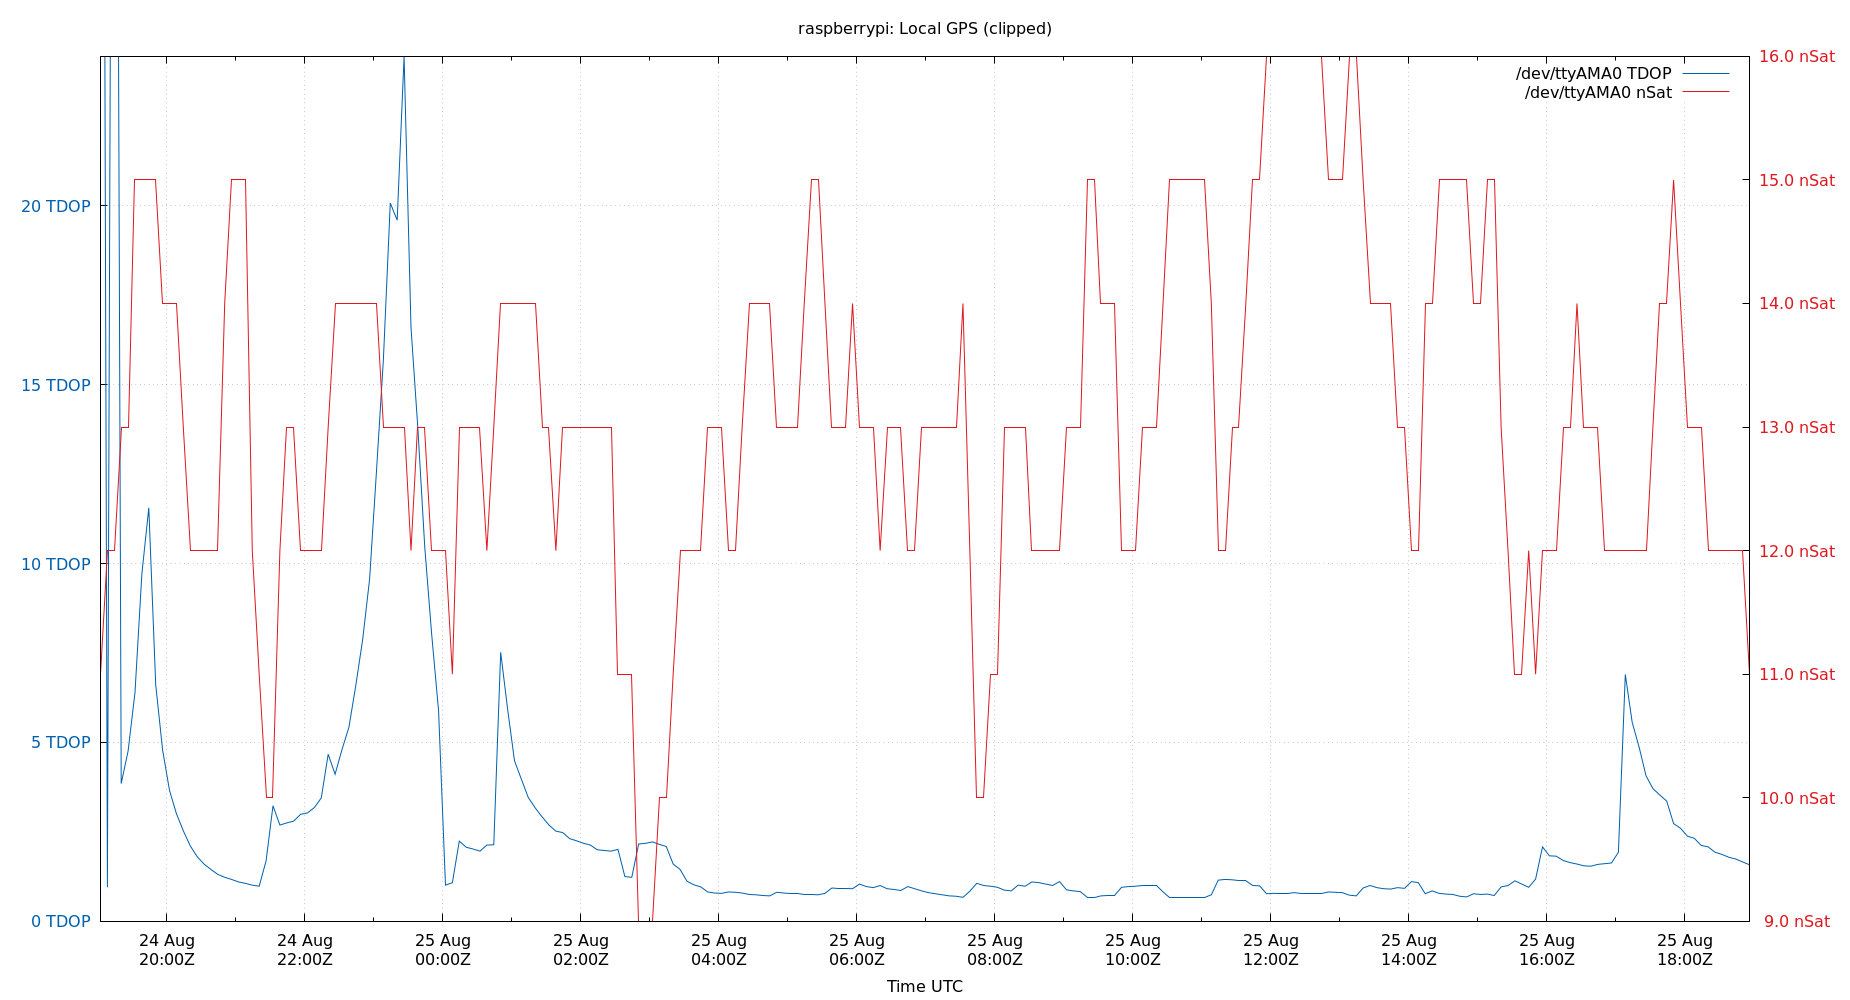 raspberrypi: Local GPS (clipped)
16.0 nSat
/dev/ttyAMA0 TDOP
/dev/ttyAMA0 nSat
15.0 nSat
20 TDOP
14.0 nSat
15 TDOP
13.0 nSat
12.0 nSat
10 TDOP
11.0 nSat
5 TDOP
10.0 nSat
0 TDOP
9.0 nSat
24 Aug 24 Aug 25 Aug 25 Aug 25 Aug 25 Aug 25 Aug 25 Aug 25 Aug 25 Aug 25 Aug 25 Aug
20:00Z 22:00Z 00:00Z 02:00Z 04:00Z 06:00Z 08:00Z 10:00Z 12:00Z 14:00Z 16:00Z 18:00Z
Time UTC